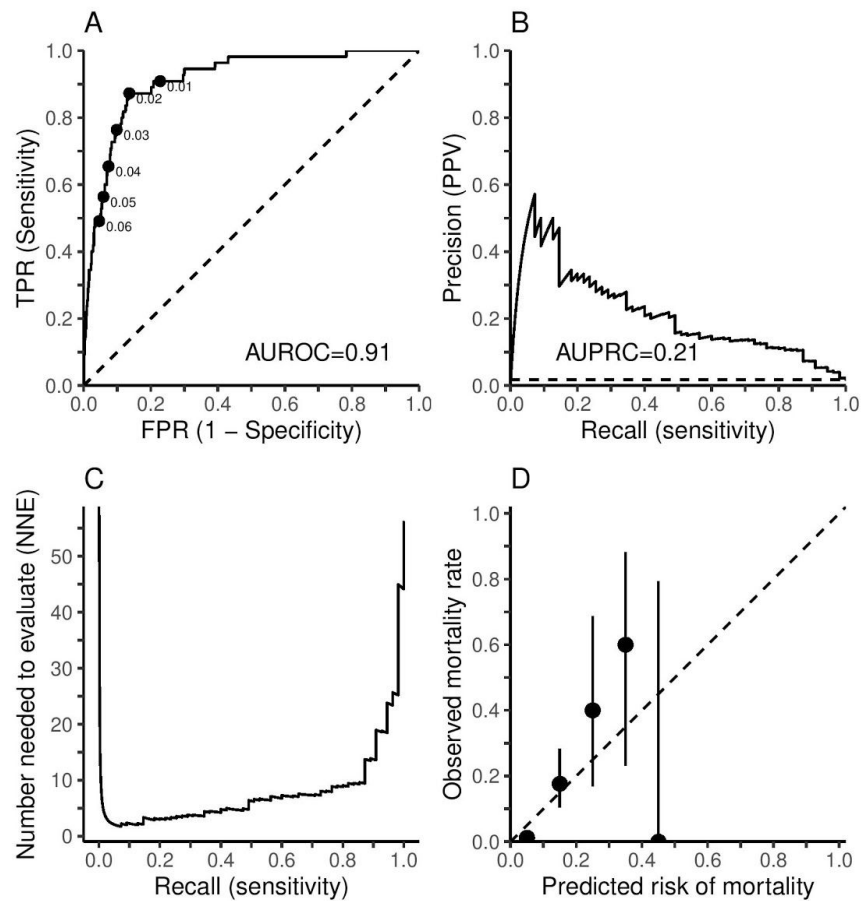 A
1.0
0.8
0.6
0.4
0.2
0.0
TPR (Sensitivity)
0.01
0.02
0.03
0.04
0.05
0.06
AUROC=0.91
0.0 0.2 0.4 0.6 0.8 1.0
FPR (1 − Specificity)
B
1.0
0.8
0.6
0.4
0.2
0.0
Precision (PPV)
AUPRC=0.21
0.0 0.2 0.4 0.6 0.8 1.0
Recall (sensitivity)
C
50
40
30
20
10
0
Number needed to evaluate (NNE)
0.0 0.2 0.4 0.6 0.8 1.0
Recall (sensitivity)
D
1.0
0.8
0.6
0.4
0.2
0.0
Observed mortality rate
0.0 0.2 0.4 0.6 0.8 1.0
Predicted risk of mortality